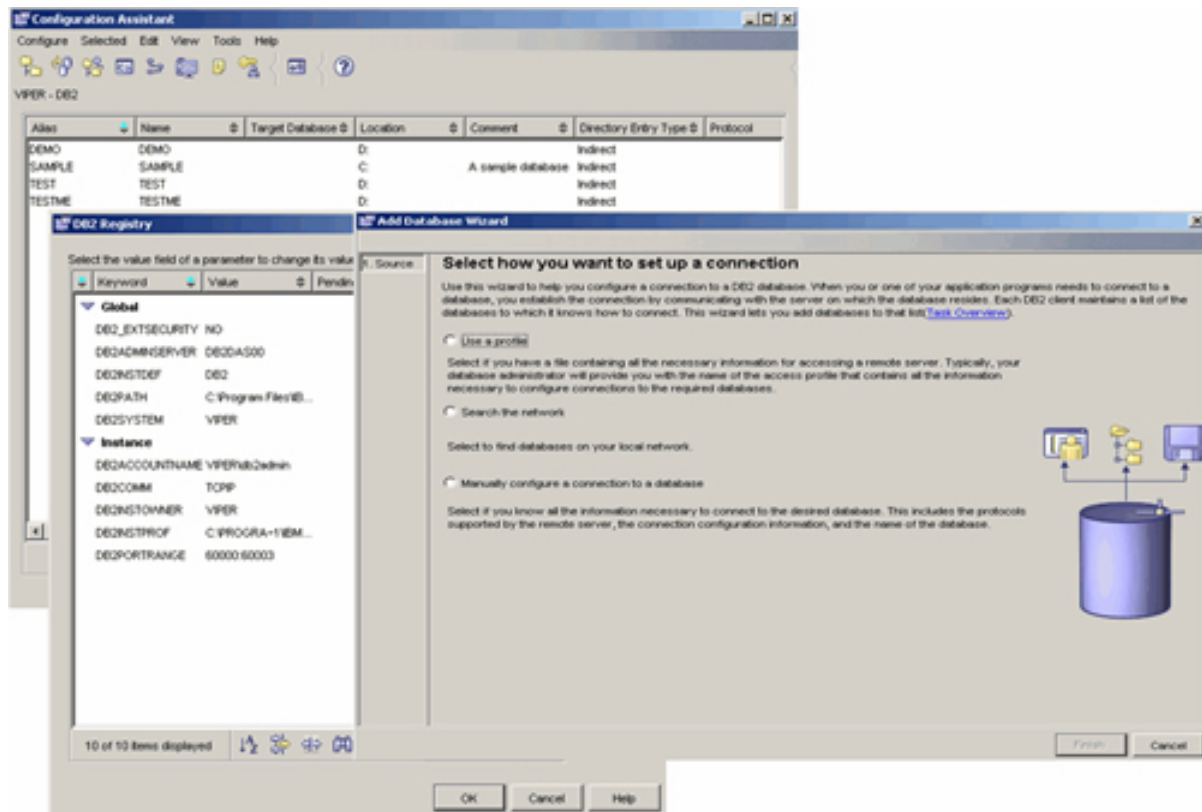 Configuration Assistant
Configure Selected Edit View Tools Help
VIPER - DB2
Alias Name Target Database Location Comment Directory Entry Type Protocol
DEMO DEMO D: Indirect
SAMPLE SAMPLE C: A sample database Indirect
TEST TEST D: Indirect
TESTME TESTME D: Indirect
DB2 Registry
Select the value field of a parameter to change its value
Keyword Value Pendin
Global
DB2_EXTSECURITY NO
DB2ADMINSERVER DB2DAS00
DB2INSTDEF DB2
DB2PATH C:\Program Files\IB...
DB2SYSTEM VIPER
Instance
DB2ACCOUNTNAME VIPER\db2admin
DB2COMM TCPIP
DB2INSTOWNER VIPER
DB2INSTPROF C:\PROGRA~1\IBM...
DB2PORTRANGE 60000:60003
10 of 10 items displayed
OK Cancel Help
Add Database Wizard
1. Source
Select how you want to set up a connection
Use this wizard to help you configure a connection to a DB2 database. When you or one of your application programs needs to connect to a
database, you establish the connection by communicating with the server on which the database resides. Each DB2 client maintains a list of the
databases to which it knows how to connect. This wizard lets you add databases to that list(Task Overview).
Use a profile
Select if you have a file containing all the necessary information for accessing a remote server. Typically, your
database administrator will provide you with the name of the access profile that contains all the information
necessary to configure connections to the required databases.
Search the network
Select to find databases on your local network.
Manually configure a connection to a database
Select if you know all the information necessary to connect to the desired database. This includes the protocols
supported by the remote server, the connection configuration information, and the name of the database.
Finish Cancel